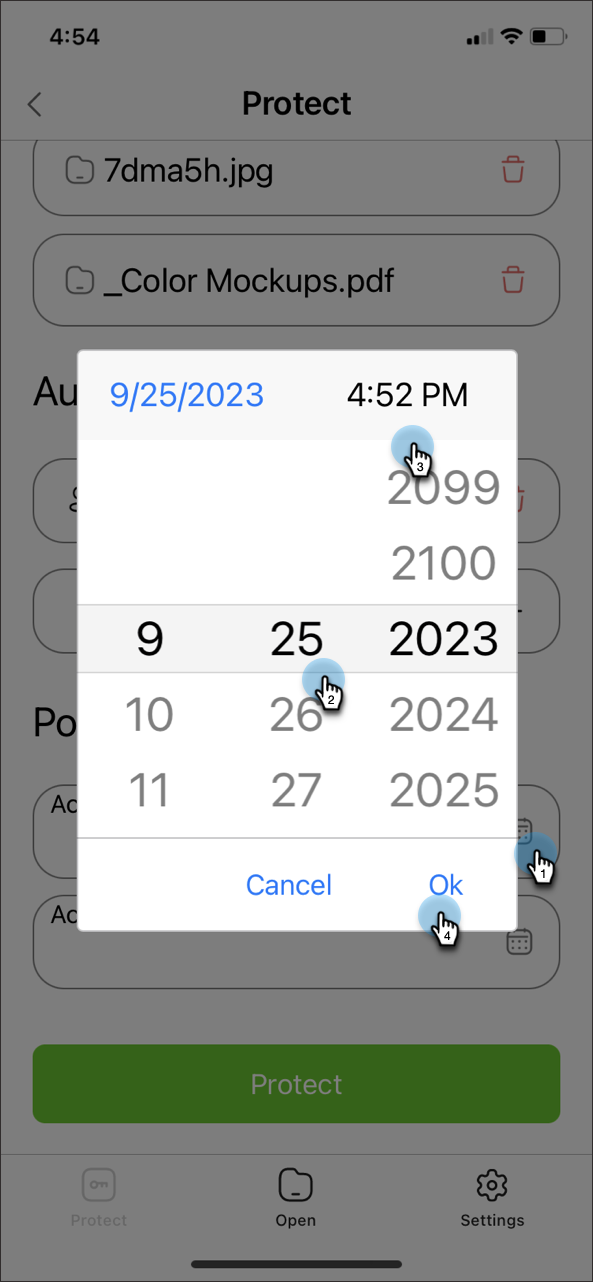 4:54
Protect
7dma5h.jpg
_Color Mockups.pdf
Au
9/25/2023 4:52 PM
3
2099
2100
9 25 2023
2
Po
10 26 2024
11 27 2025
Ac
1
Cancel Ok
Ac
4
Protect
Protect Open Settings